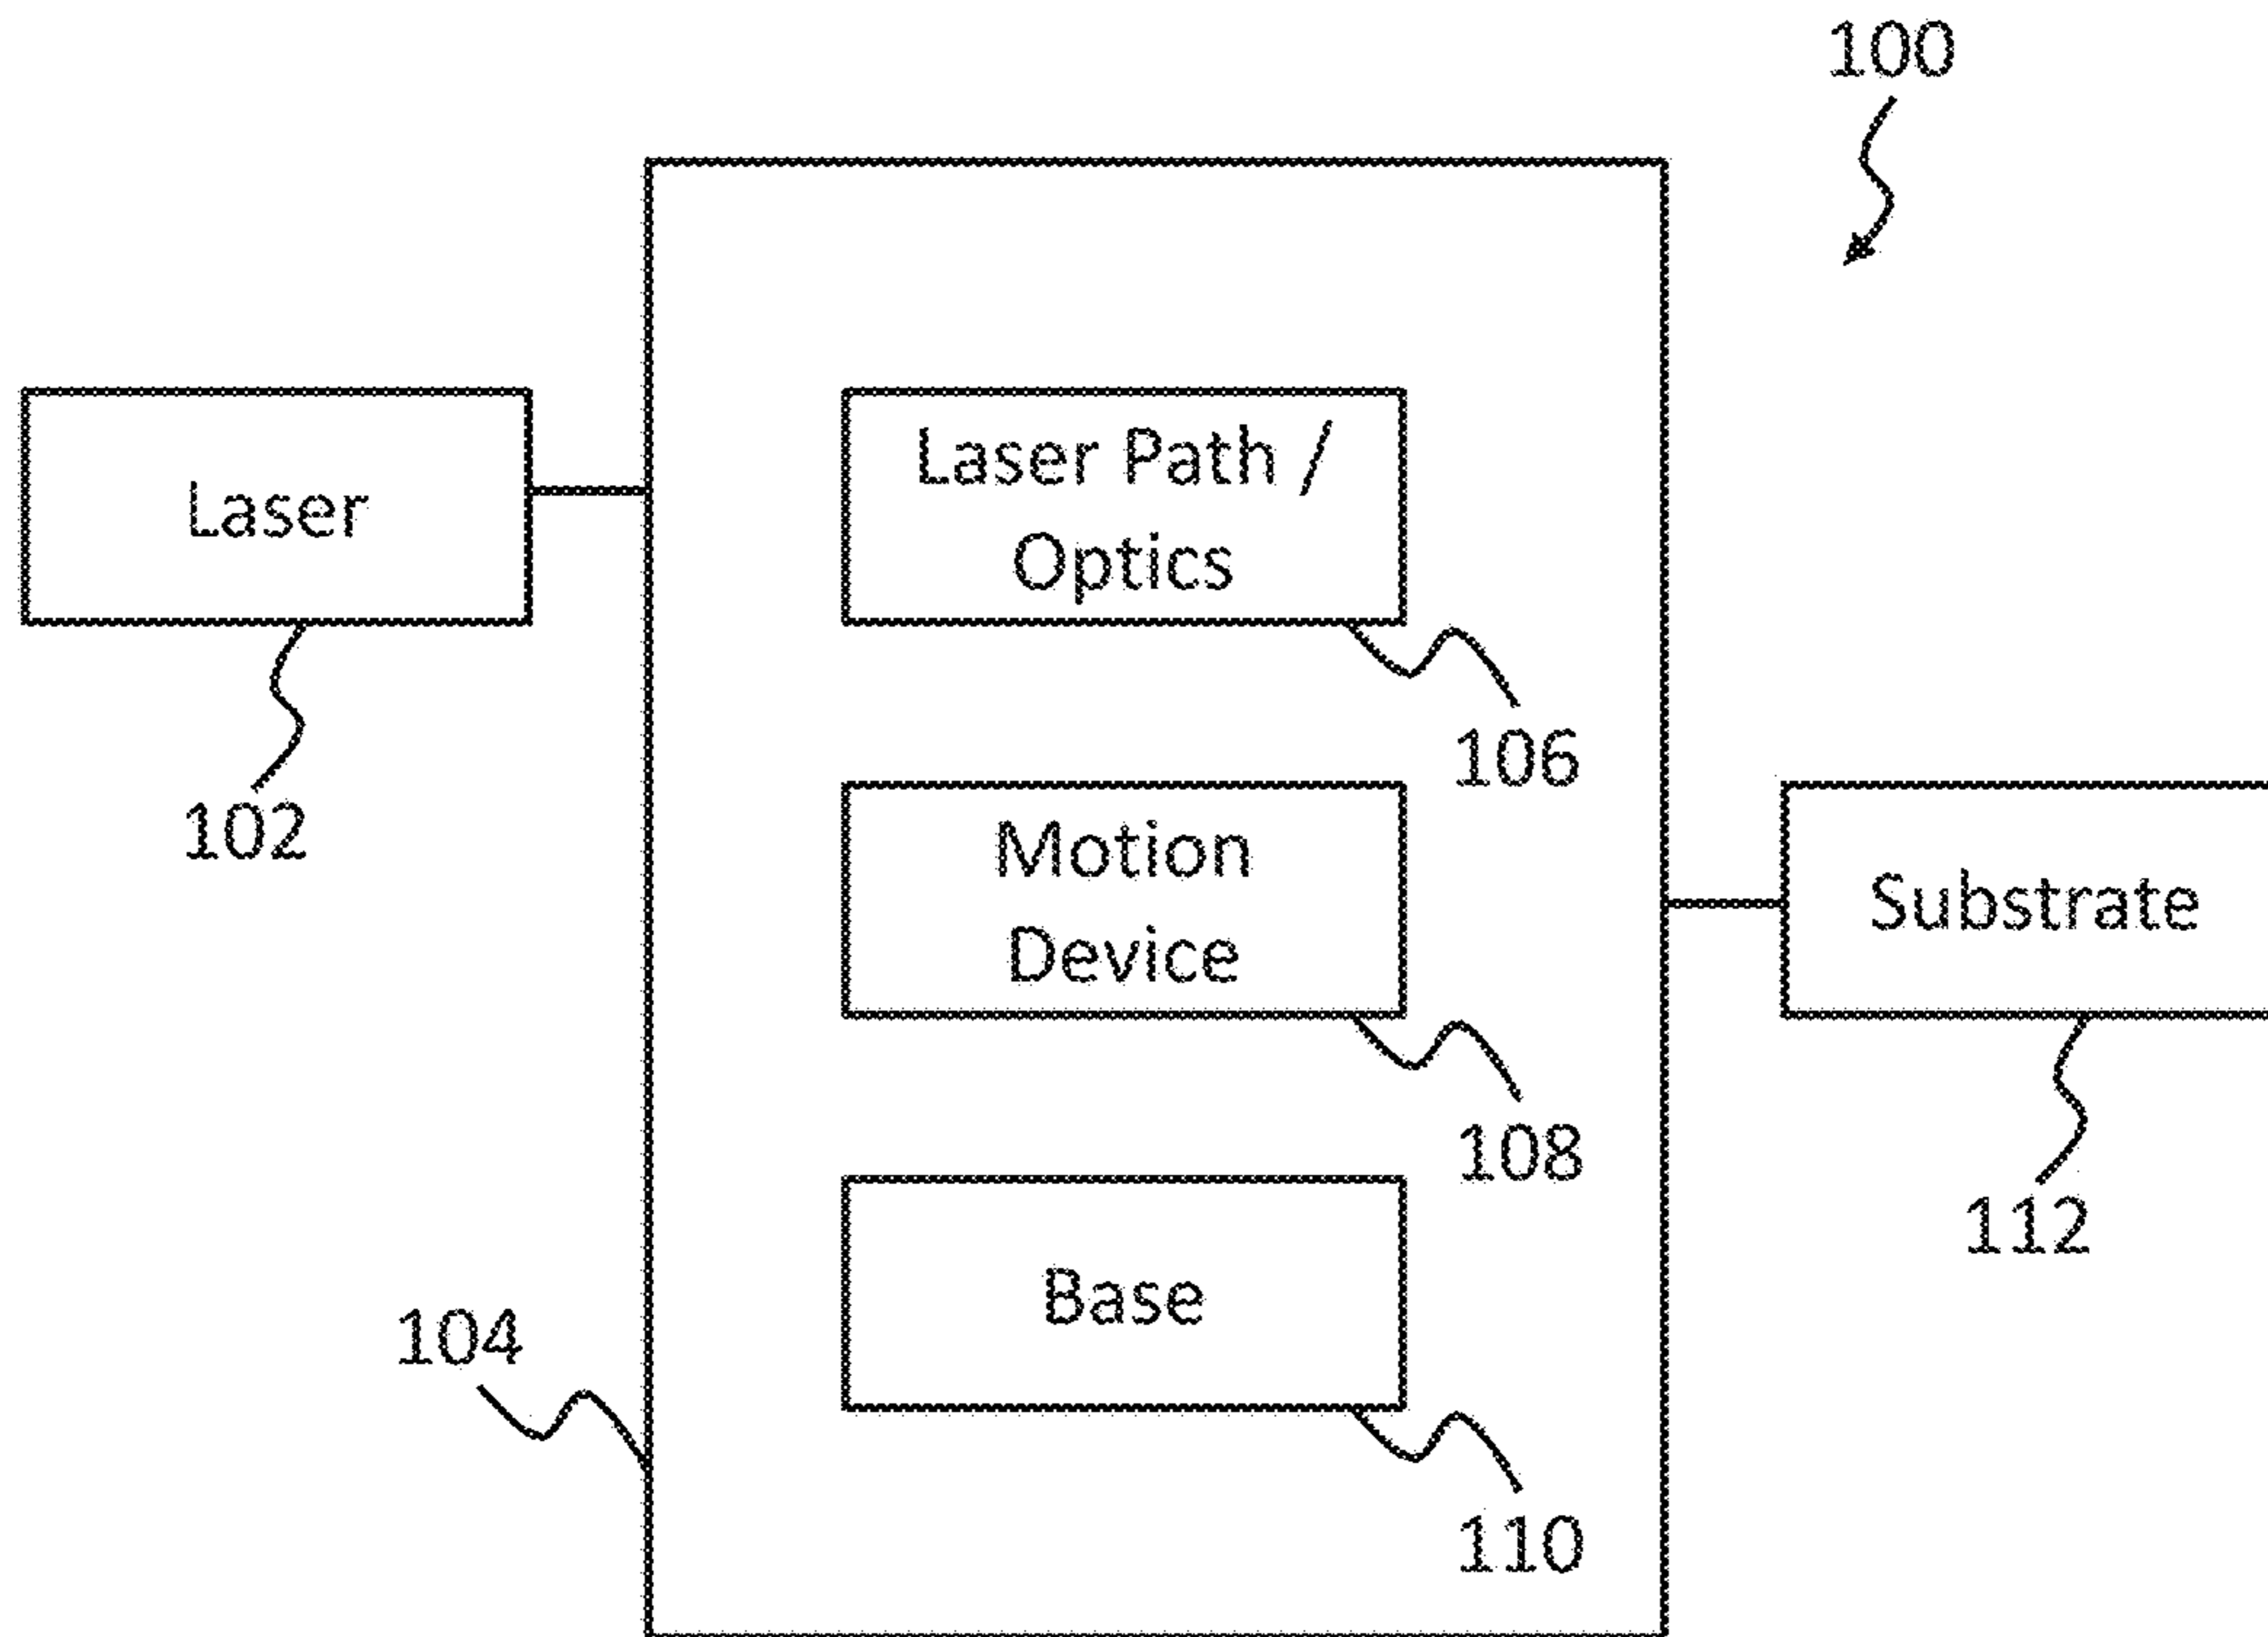 100
Laser
102
Laser Path /
Optics
106
Motion
Device
108
Substrate
112
Base
110
104